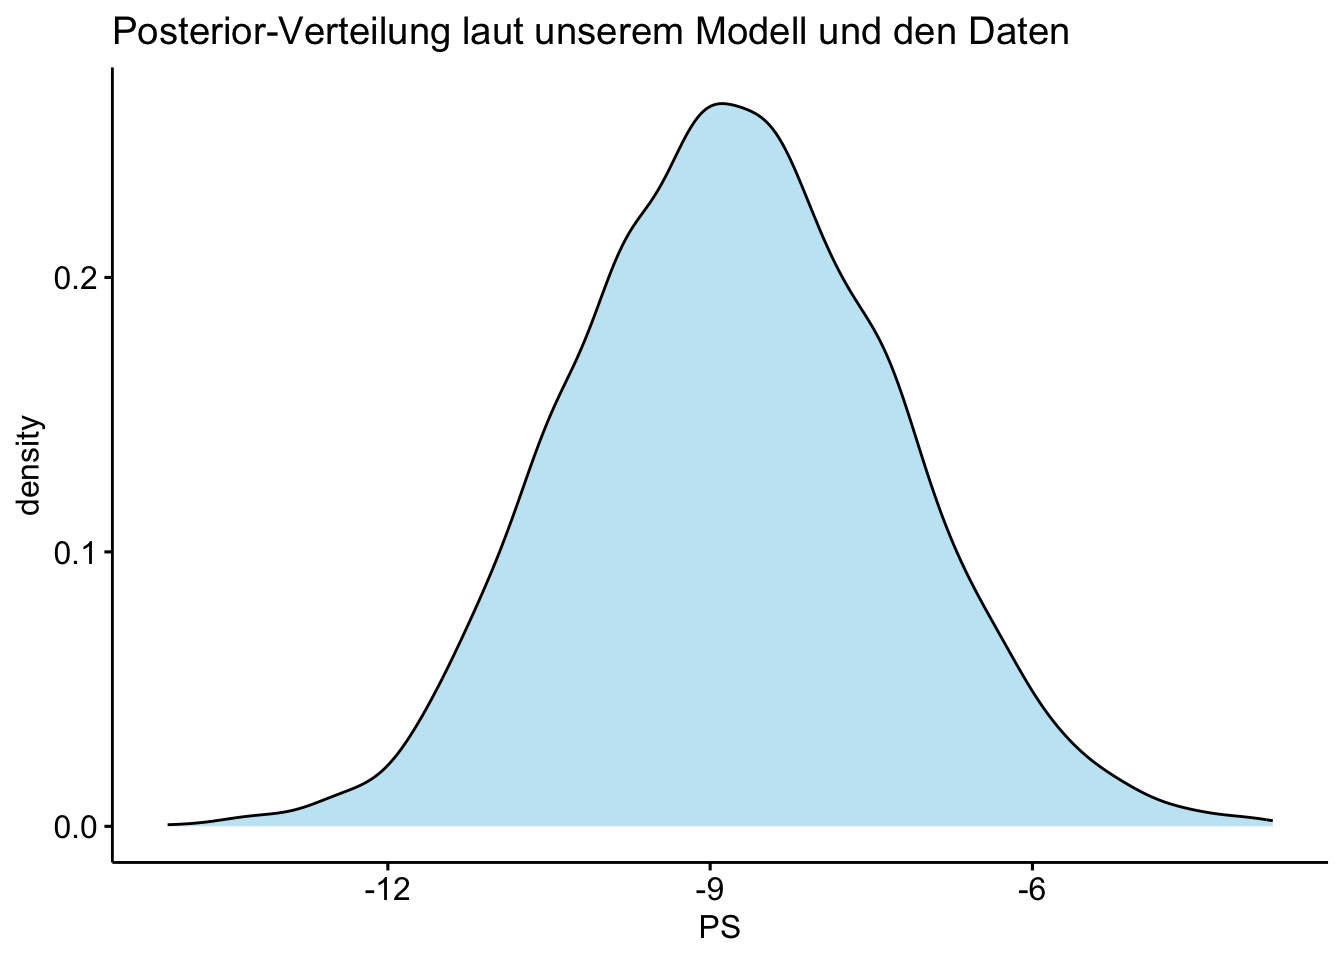 Posterior-Verteilung laut unserem Modell und den Daten
density
0.2
0.1
0.0
-12 -9 -6
PS